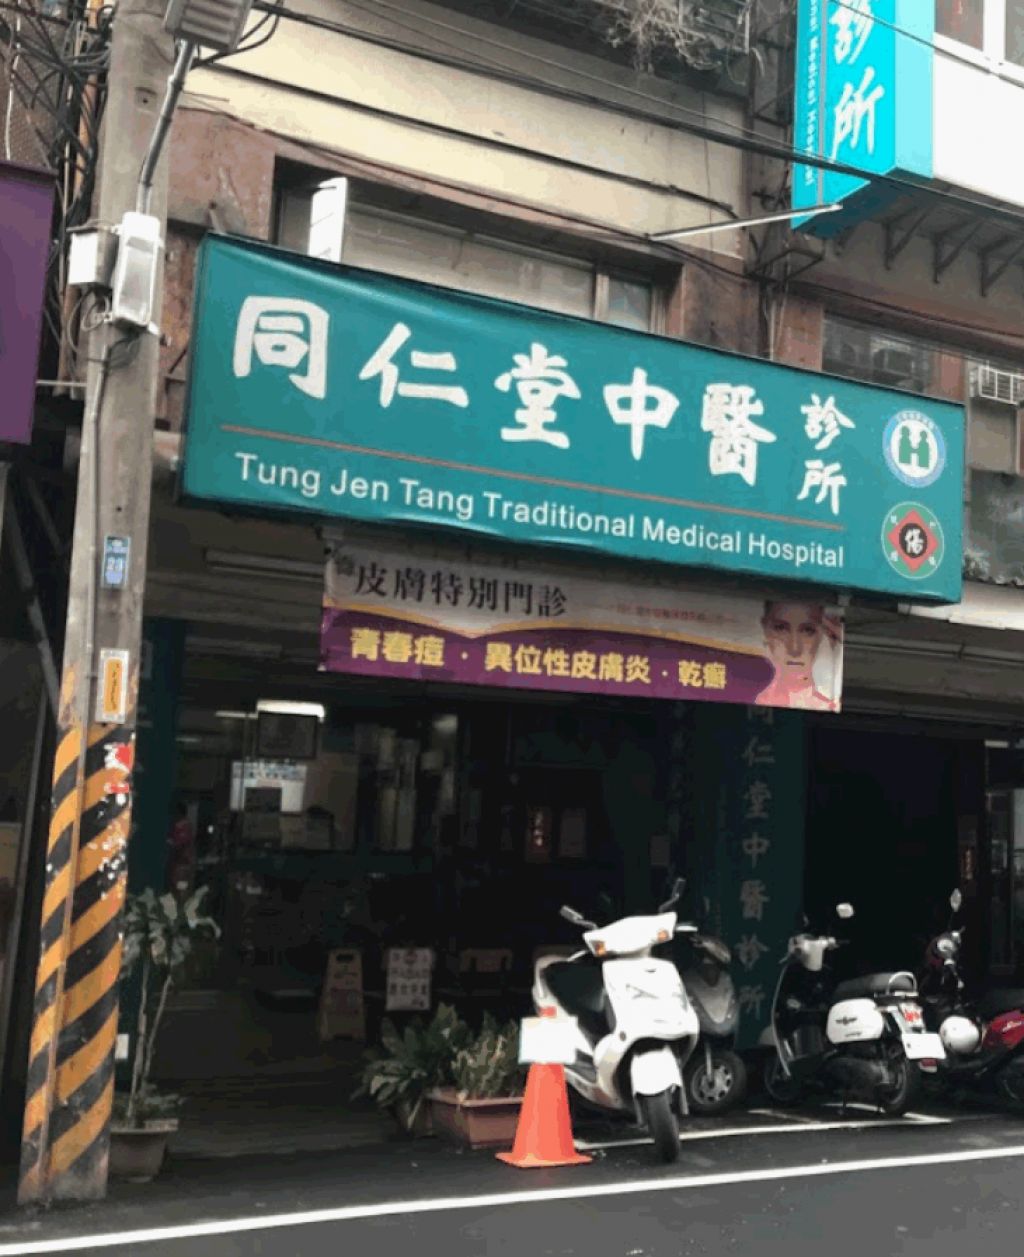 診所
同仁堂中醫診所
Tung Jen Tang Traditional Medical Hospital
傷
皮膚特別門診
青春痘．異位性皮膚炎．乾癬
同仁堂中醫診所
23